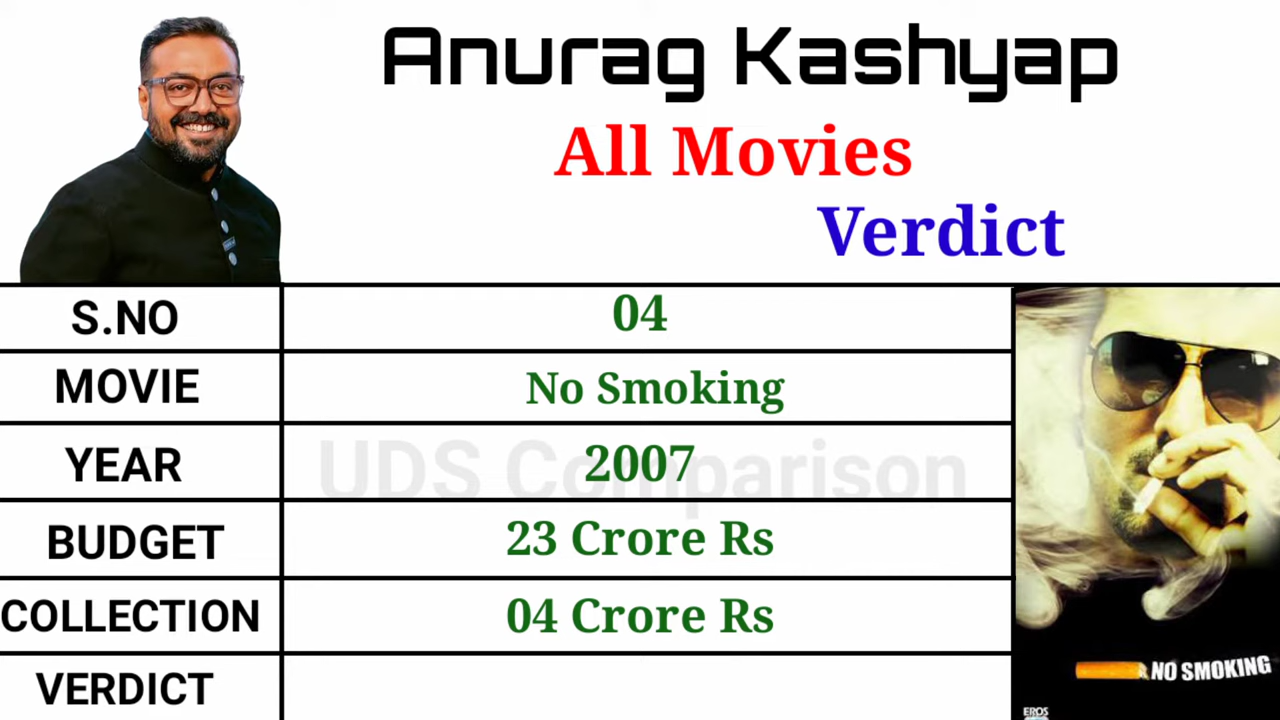 Anurag Kashyap
All Movies
Verdict
S.NO 04
MOVIE No Smoking
YEAR 2007
UDS Comparison
BUDGET 23 Crore Rs
COLLECTION 04 Crore Rs
VERDICT
NO SMOKING
EROS